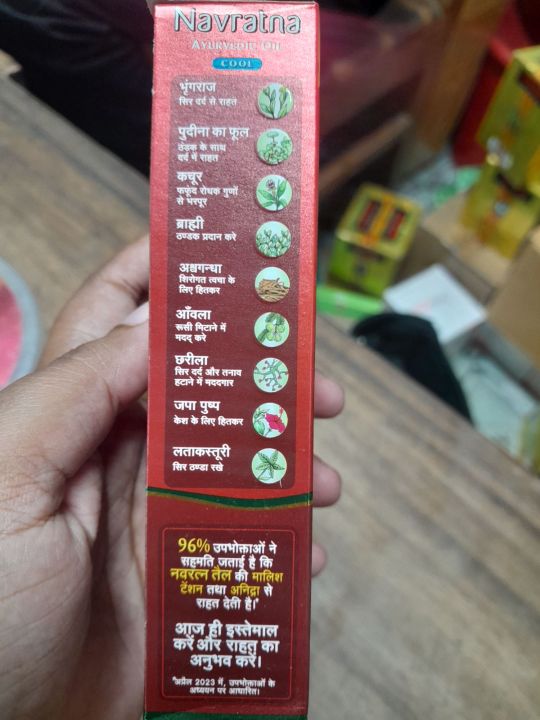 Navratna
AYURVEDIC OIL
COOL
भृंगराज
सिर दर्द से राहत
पुदीना का फूल
ठंडक के साथ
दर्द में राहत
कचूर
फफूंद रोधक गुणों
से भरपूर
ब्राह्मी
ठण्डक प्रदान करे
अश्वगन्धा
शिरोगत त्वचा के
लिए हितकर
आँवला
रूसी मिटाने में
मदद करे
छरीला
सिर दर्द और तनाव
हटाने में मददगार
जपा पुष्प
केश के लिए हितकर
लताकस्तूरी
सिर ठण्डा रखे
96% उपभोक्ताओं ने
सहमति जताई है कि
नवरत्न तेल की मालिश
टेंशन तथा अनिद्रा से
राहत देती है।*
आज ही इस्तेमाल
करें और राहत का
अनुभव करें।
*अप्रैल 2023 में, उपभोक्ताओं के
अध्ययन पर आधारित।